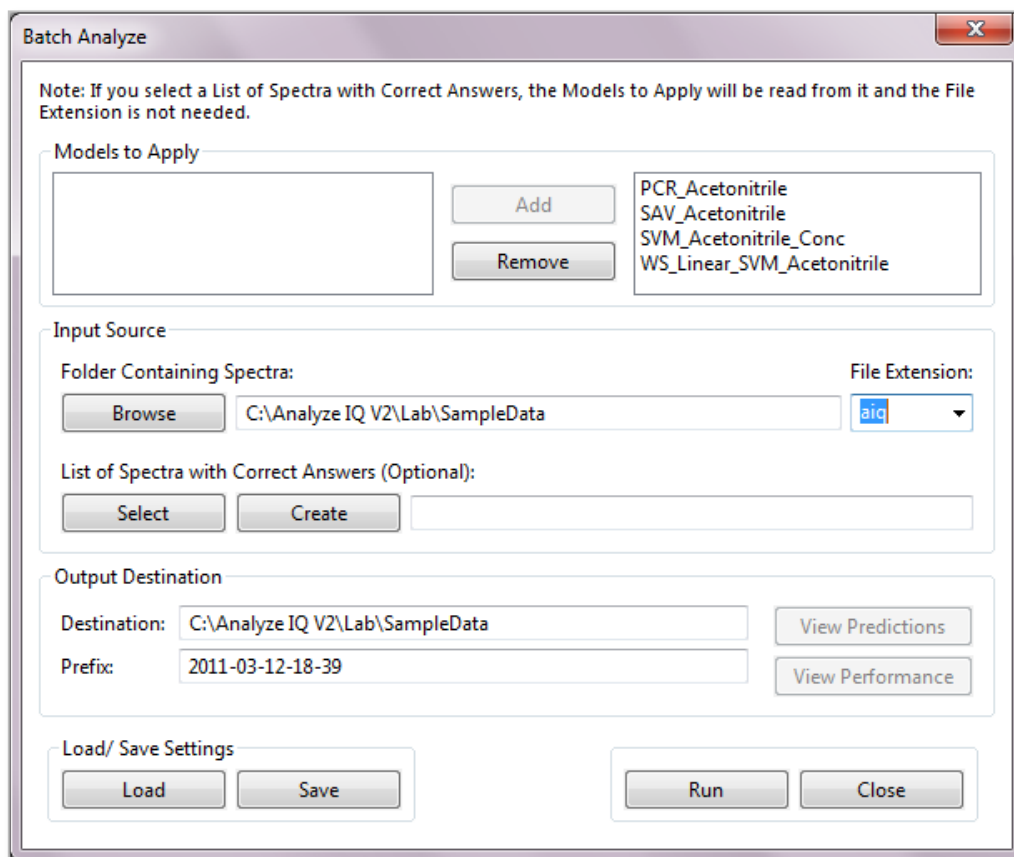 Batch Analyze
Note: If you select a List of Spectra with Correct Answers, the Models to Apply will be read from it and the File
Extension is not needed.
Models to Apply
Add
Remove
PCR_Acetonitrile
SAV_Acetonitrile
SVM_Acetonitrile_Conc
WS_Linear_SVM_Acetonitrile
Input Source
Folder Containing Spectra:
File Extension:
Browse
C:\Analyze IQ V2\Lab\SampleData
aiq
List of Spectra with Correct Answers (Optional):
Select
Create
Output Destination
Destination:
C:\Analyze IQ V2\Lab\SampleData
View Predictions
Prefix:
2011-03-12-18-39
View Performance
Load/ Save Settings
Load
Save
Run
Close